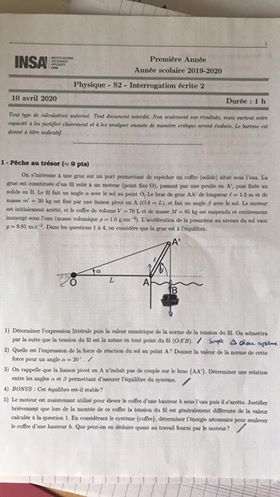 1
INSA
Première Année
Année scolaire 2019-2020
Physique - S2 - Interrogation écrite 2
10 avril 2020 Durée : 1 h
Tout type de calculatrices autorisé. Tout document interdit. Non seulement vos résultats, mais surtout votre
capacité à les justifier clairement et à les analyser ensuite de manière critique seront évalués. Le barème est
donné à titre indicatif.
I - Pêche au trésor (≈ 9 pts)
On s'intéresse à une grue sur un port permettant de repêcher un coffre (solide) situé sous l'eau. La
grue est constituée d'un fil relié à un moteur (point fixe O), passant par une poulie en A', puis fixée au
solide en B. Le fil fait un angle α avec le sol au point O. Le bras de grue AA' de longueur ℓ = 1.5 m et de
masse m' = 30 kg est fixé par une liaison pivot en A (OA = L), et fait un angle β avec le sol. Le moteur
est initialement arrêté, et le coffre de volume V = 70 L et de masse M = 85 kg est suspendu et entièrement
immergé sous l'eau (masse volumique ρ = 1.0 g.cm⁻³). L'accélération de la pesanteur au niveau du sol vaut
g = 9.81 m.s⁻². Dans les questions 1 à 4, on considère que la grue est à l'équilibre.
A'
α
O L A
B
1) Déterminer l'expression littérale puis la valeur numérique de la norme de la tension du fil. On admettra
par la suite que la tension du fil est la même en tout point du fil (OA'B). simple système
2) Quelle est l'expression de la force de réaction du sol au point A ? Donner la valeur de la norme de cette
force pour un angle α = 20°.
3) On rappelle que la liaison pivot en A n'induit pas de couple sur le bras (AA'). Déterminer une relation
entre les angles α et β permettant d'assurer l'équilibre du système.
4) BONUS : Cet équilibre est-il stable ?
5) Le moteur est maintenant utilisé pour élever le coffre d'une hauteur h sous l'eau puis il s'arrête. Justifier
brièvement que lors de la montée de ce coffre la tension du fil est généralement différente de la valeur
calculée à la question 1. En considérant le système {coffre}, déterminer l'énergie nécessaire pour soulever
le coffre d'une hauteur h. Que peut-on en déduire quant au travail fourni par le moteur ?